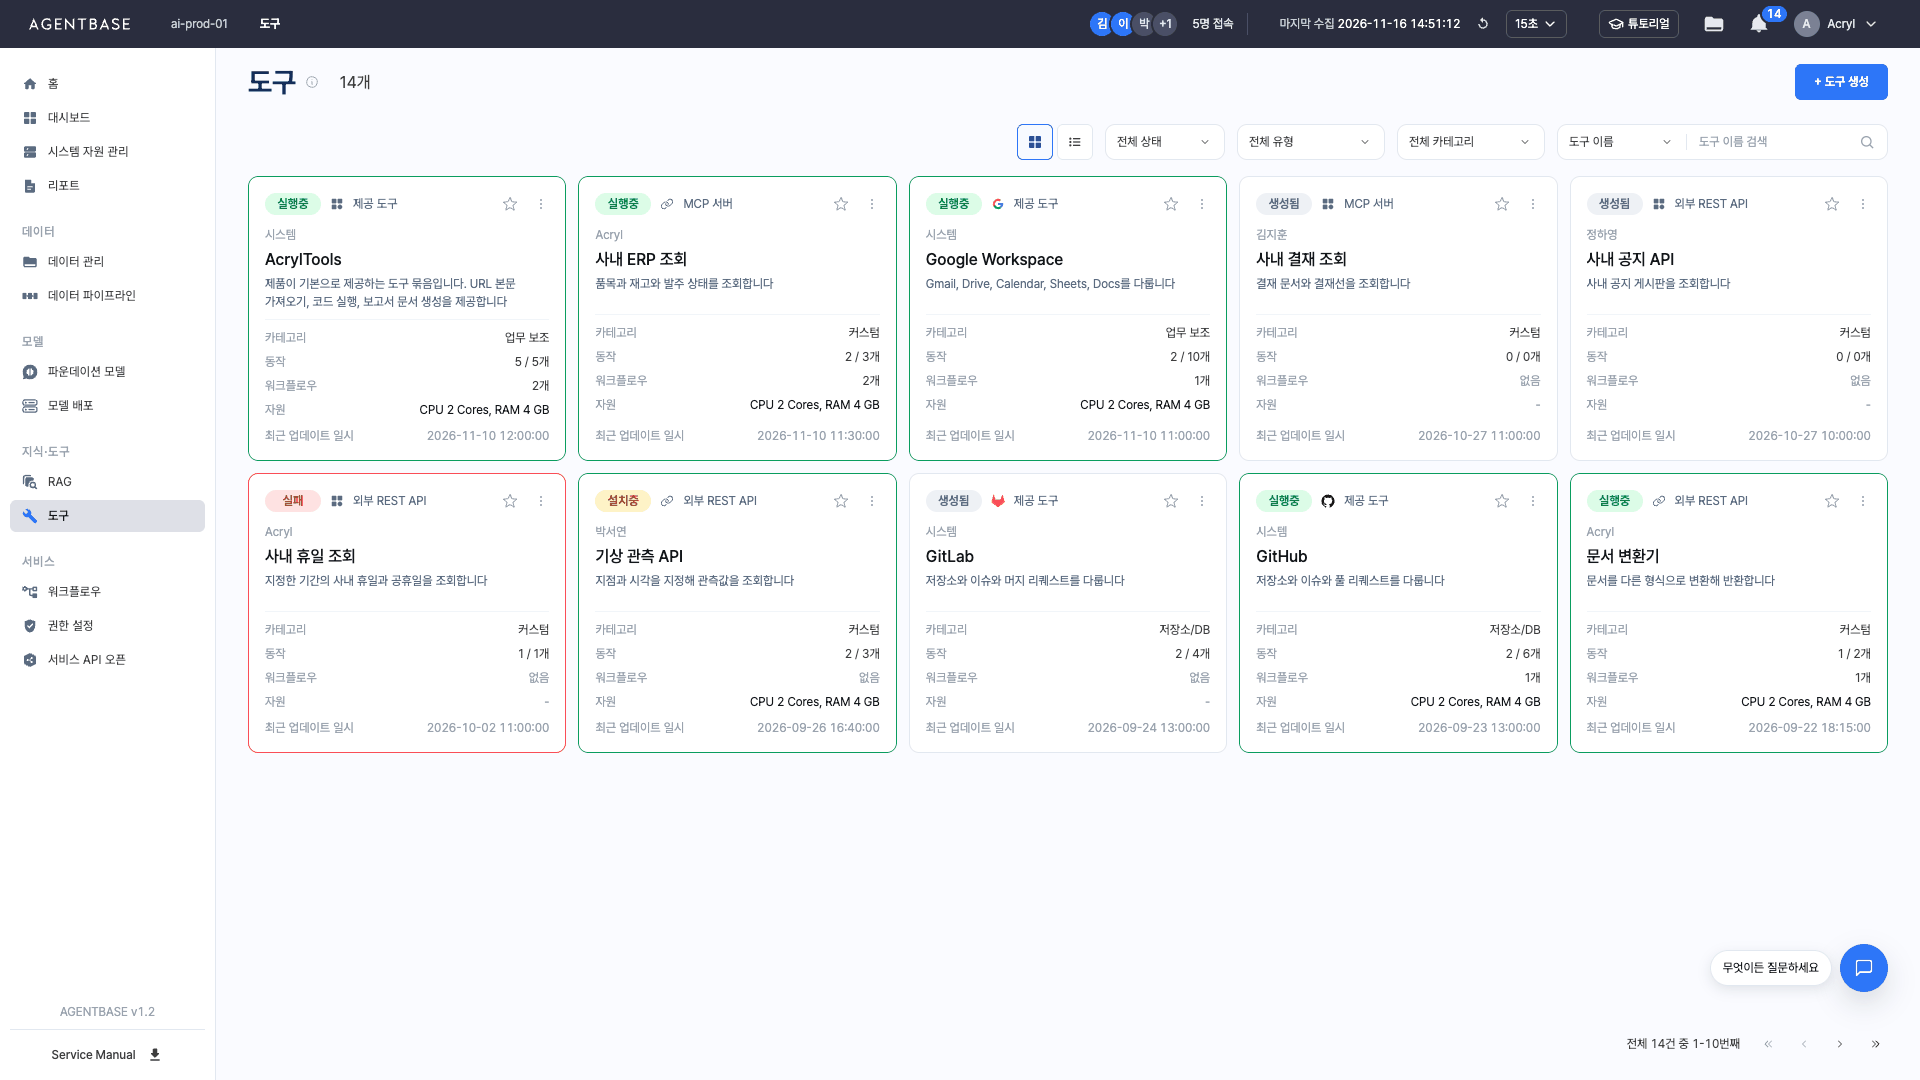 AGENTBASE
ai-prod-01
도구
김 이 박 +1
5명 접속
마지막 수집 2026-11-16 14:51:12
15초
튜토리얼
14
A
Acryl
홈
대시보드
시스템 자원 관리
리포트
데이터
데이터 관리
데이터 파이프라인
모델
파운데이션 모델
모델 배포
지식·도구
RAG
도구
서비스
워크플로우
권한 설정
서비스 API 오픈
AGENTBASE v1.2
Service Manual
도구
14개
+ 도구 생성
전체 상태
전체 유형
전체 카테고리
도구 이름
도구 이름 검색
실행중
제공 도구
시스템
AcrylTools
제품이 기본으로 제공하는 도구 묶음입니다. URL 본문
가져오기, 코드 실행, 보고서 문서 생성을 제공합니다
카테고리 업무 보조
동작 5 / 5개
워크플로우 2개
자원 CPU 2 Cores, RAM 4 GB
최근 업데이트 일시 2026-11-10 12:00:00
실행중
MCP 서버
Acryl
사내 ERP 조회
품목과 재고와 발주 상태를 조회합니다
카테고리 커스텀
동작 2 / 3개
워크플로우 2개
자원 CPU 2 Cores, RAM 4 GB
최근 업데이트 일시 2026-11-10 11:30:00
실행중
제공 도구
시스템
Google Workspace
Gmail, Drive, Calendar, Sheets, Docs를 다룹니다
카테고리 업무 보조
동작 2 / 10개
워크플로우 1개
자원 CPU 2 Cores, RAM 4 GB
최근 업데이트 일시 2026-11-10 11:00:00
생성됨
MCP 서버
김지훈
사내 결재 조회
결재 문서와 결재선을 조회합니다
카테고리 커스텀
동작 0 / 0개
워크플로우 없음
자원 -
최근 업데이트 일시 2026-10-27 11:00:00
생성됨
외부 REST API
정하영
사내 공지 API
사내 공지 게시판을 조회합니다
카테고리 커스텀
동작 0 / 0개
워크플로우 없음
자원 -
최근 업데이트 일시 2026-10-27 10:00:00
실패
외부 REST API
Acryl
사내 휴일 조회
지정한 기간의 사내 휴일과 공휴일을 조회합니다
카테고리 커스텀
동작 1 / 1개
워크플로우 없음
자원 -
최근 업데이트 일시 2026-10-02 11:00:00
설치중
외부 REST API
박서연
기상 관측 API
지점과 시각을 지정해 관측값을 조회합니다
카테고리 커스텀
동작 2 / 3개
워크플로우 없음
자원 CPU 2 Cores, RAM 4 GB
최근 업데이트 일시 2026-09-26 16:40:00
생성됨
제공 도구
시스템
GitLab
저장소와 이슈와 머지 리퀘스트를 다룹니다
카테고리 저장소/DB
동작 2 / 4개
워크플로우 없음
자원 -
최근 업데이트 일시 2026-09-24 13:00:00
실행중
제공 도구
시스템
GitHub
저장소와 이슈와 풀 리퀘스트를 다룹니다
카테고리 저장소/DB
동작 2 / 6개
워크플로우 1개
자원 CPU 2 Cores, RAM 4 GB
최근 업데이트 일시 2026-09-23 13:00:00
실행중
외부 REST API
Acryl
문서 변환기
문서를 다른 형식으로 변환해 반환합니다
카테고리 커스텀
동작 1 / 2개
워크플로우 1개
자원 CPU 2 Cores, RAM 4 GB
최근 업데이트 일시 2026-09-22 18:15:00
무엇이든 질문하세요
전체 14건 중 1-10번째